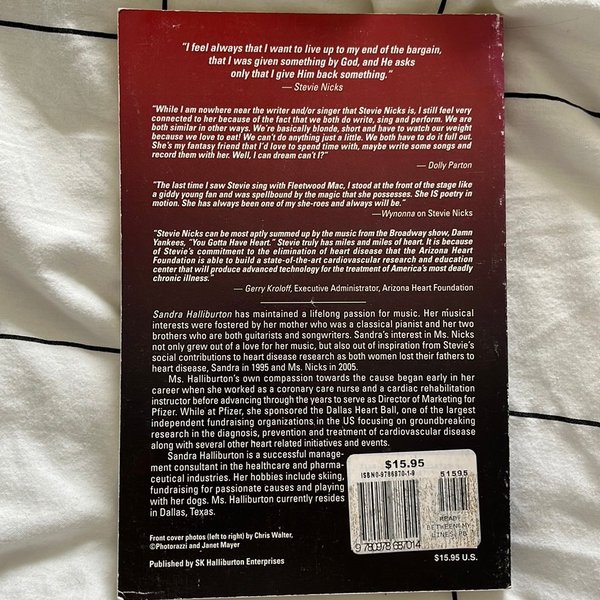 "I feel always that I want to live up to my end of the bargain,
that I was given something by God, and He asks
only that I give Him back something."
— Stevie Nicks
"While I am nowhere near the writer and/or singer that Stevie Nicks is, I still feel very
connected to her because of the fact that we both do write, sing and perform. We are
both similar in other ways. We're basically blonde, short and have to watch our weight
because we love to eat! We can't do anything just a little. We both have to do it full out.
She's my fantasy friend that I'd love to spend time with, maybe write some songs and
record them with her. Well, I can dream can't I?"
— Dolly Parton
"The last time I saw Stevie sing with Fleetwood Mac, I stood at the front of the stage like
a giddy young fan and was spellbound by the magic that she possesses. She IS poetry in
motion. She has always been one of my she-roes and always will be."
—Wynonna on Stevie Nicks
"Stevie Nicks can be most aptly summed up by the music from the Broadway show, Damn
Yankees, "You Gotta Have Heart." Stevie truly has miles and miles of heart. It is because
of Stevie's commitment to the elimination of heart disease that the Arizona Heart
Foundation is able to build a state-of-the-art cardiovascular research and education
center that will produce advanced technology for the treatment of America's most deadly
chronic illness."
— Gerry Kroloff, Executive Administrator, Arizona Heart Foundation
Sandra Halliburton has maintained a lifelong passion for music. Her musical
interests were fostered by her mother who was a classical pianist and her two
brothers who are both guitarists and songwriters. Sandra's interest in Ms. Nicks
not only grew out of a love for her music, but also out of inspiration from Stevie's
social contributions to heart disease research as both women lost their fathers to
heart disease, Sandra in 1995 and Ms. Nicks in 2005.
Ms. Halliburton's own compassion towards the cause began early in her
career when she worked as a coronary care nurse and a cardiac rehabilitation
instructor before advancing through the years to serve as Director of Marketing for
Pfizer. While at Pfizer, she sponsored the Dallas Heart Ball, one of the largest
independent fundraising organizations in the US focusing on groundbreaking
research in the diagnosis, prevention and treatment of cardiovascular disease
along with several other heart related initiatives and events.
Sandra Halliburton is a successful manage-
ment consultant in the healthcare and pharma-
ceutical industries. Her hobbies include skiing,
fundraising for passionate causes and playing
with her dogs. Ms. Halliburton currently resides
in Dallas, Texas.
Front cover photos (left to right) by Chris Walter,
©Photorazzi and Janet Mayer
Published by SK Halliburton Enterprises
$15.95
ISBN 0-9786870-1-9
51595
READY
BETWEEN MY
LINES/PB
9 780978 687014
$15.95 U.S.